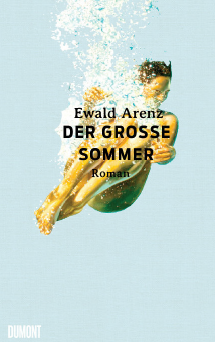 Ewald Arenz
DER GROSSE
SOMMER
Roman
DUMONT